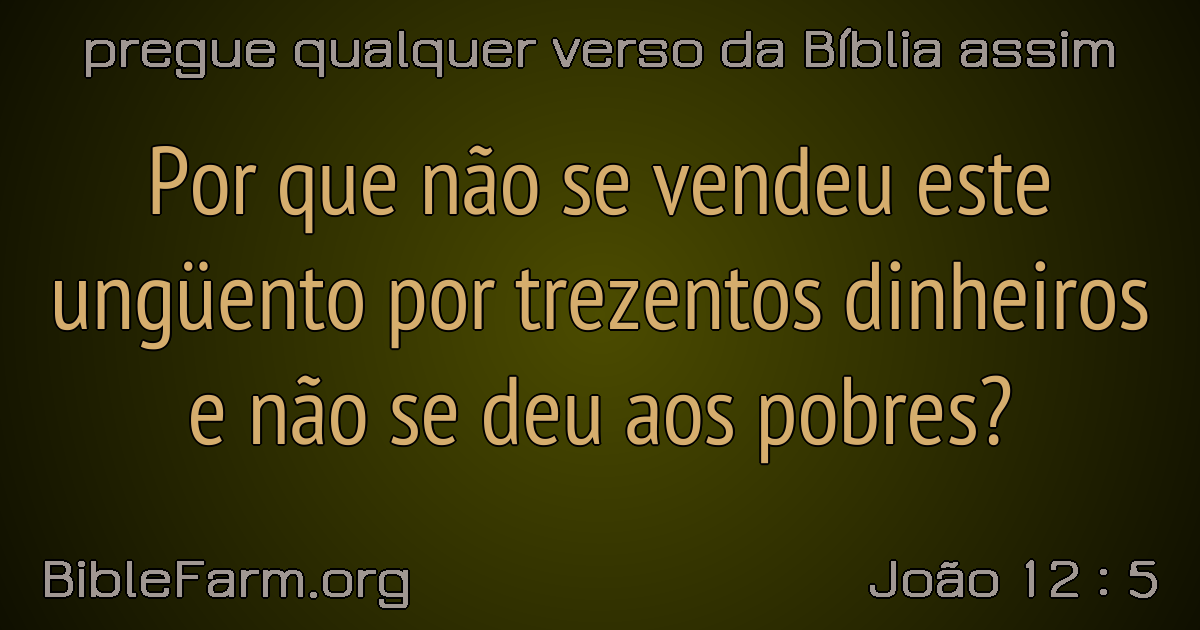 pregue qualquer verso da Bíblia assim
Por que não se vendeu este
ungüento por trezentos dinheiros
e não se deu aos pobres?
BibleFarm.org
João 12 : 5